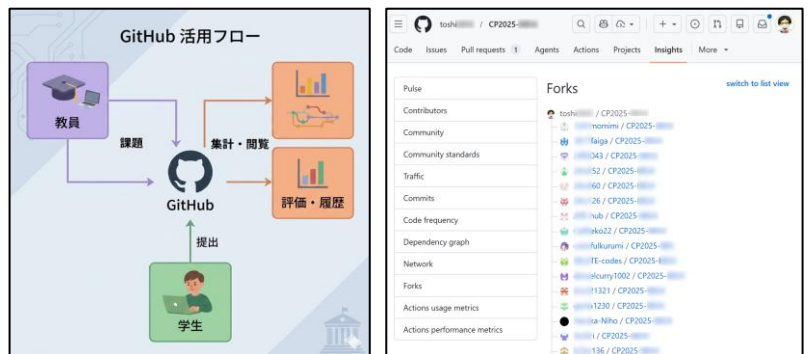 GitHub 活用フロー
教員
課題
集計・閲覧
GitHub
評価・履歴
提出
学生
tosh / CP2025-
Code Issues Pull requests 1 Agents Actions Projects Insights More
Pulse
Contributors
Community
Community standards
Traffic
Commits
Code frequency
Dependency graph
Network
Forks
Actions usage metrics
Actions performance metrics
Forks
switch to list view
tosh / CP2025-
momimi / CP2025-
/ CP2025-
043 / CP2025-
52 / CP2025-
60 / CP2025-
26 / CP2025-
hub / CP2025-
eko22 / CP2025-
fulkurumi / CP2025-
TE-codes / CP2025-
elcurry1002 / CP2025-
1321 / CP2025-
1230 / CP2025-
ka-Niho / CP2025-
i / CP2025-
136 / CP2025-